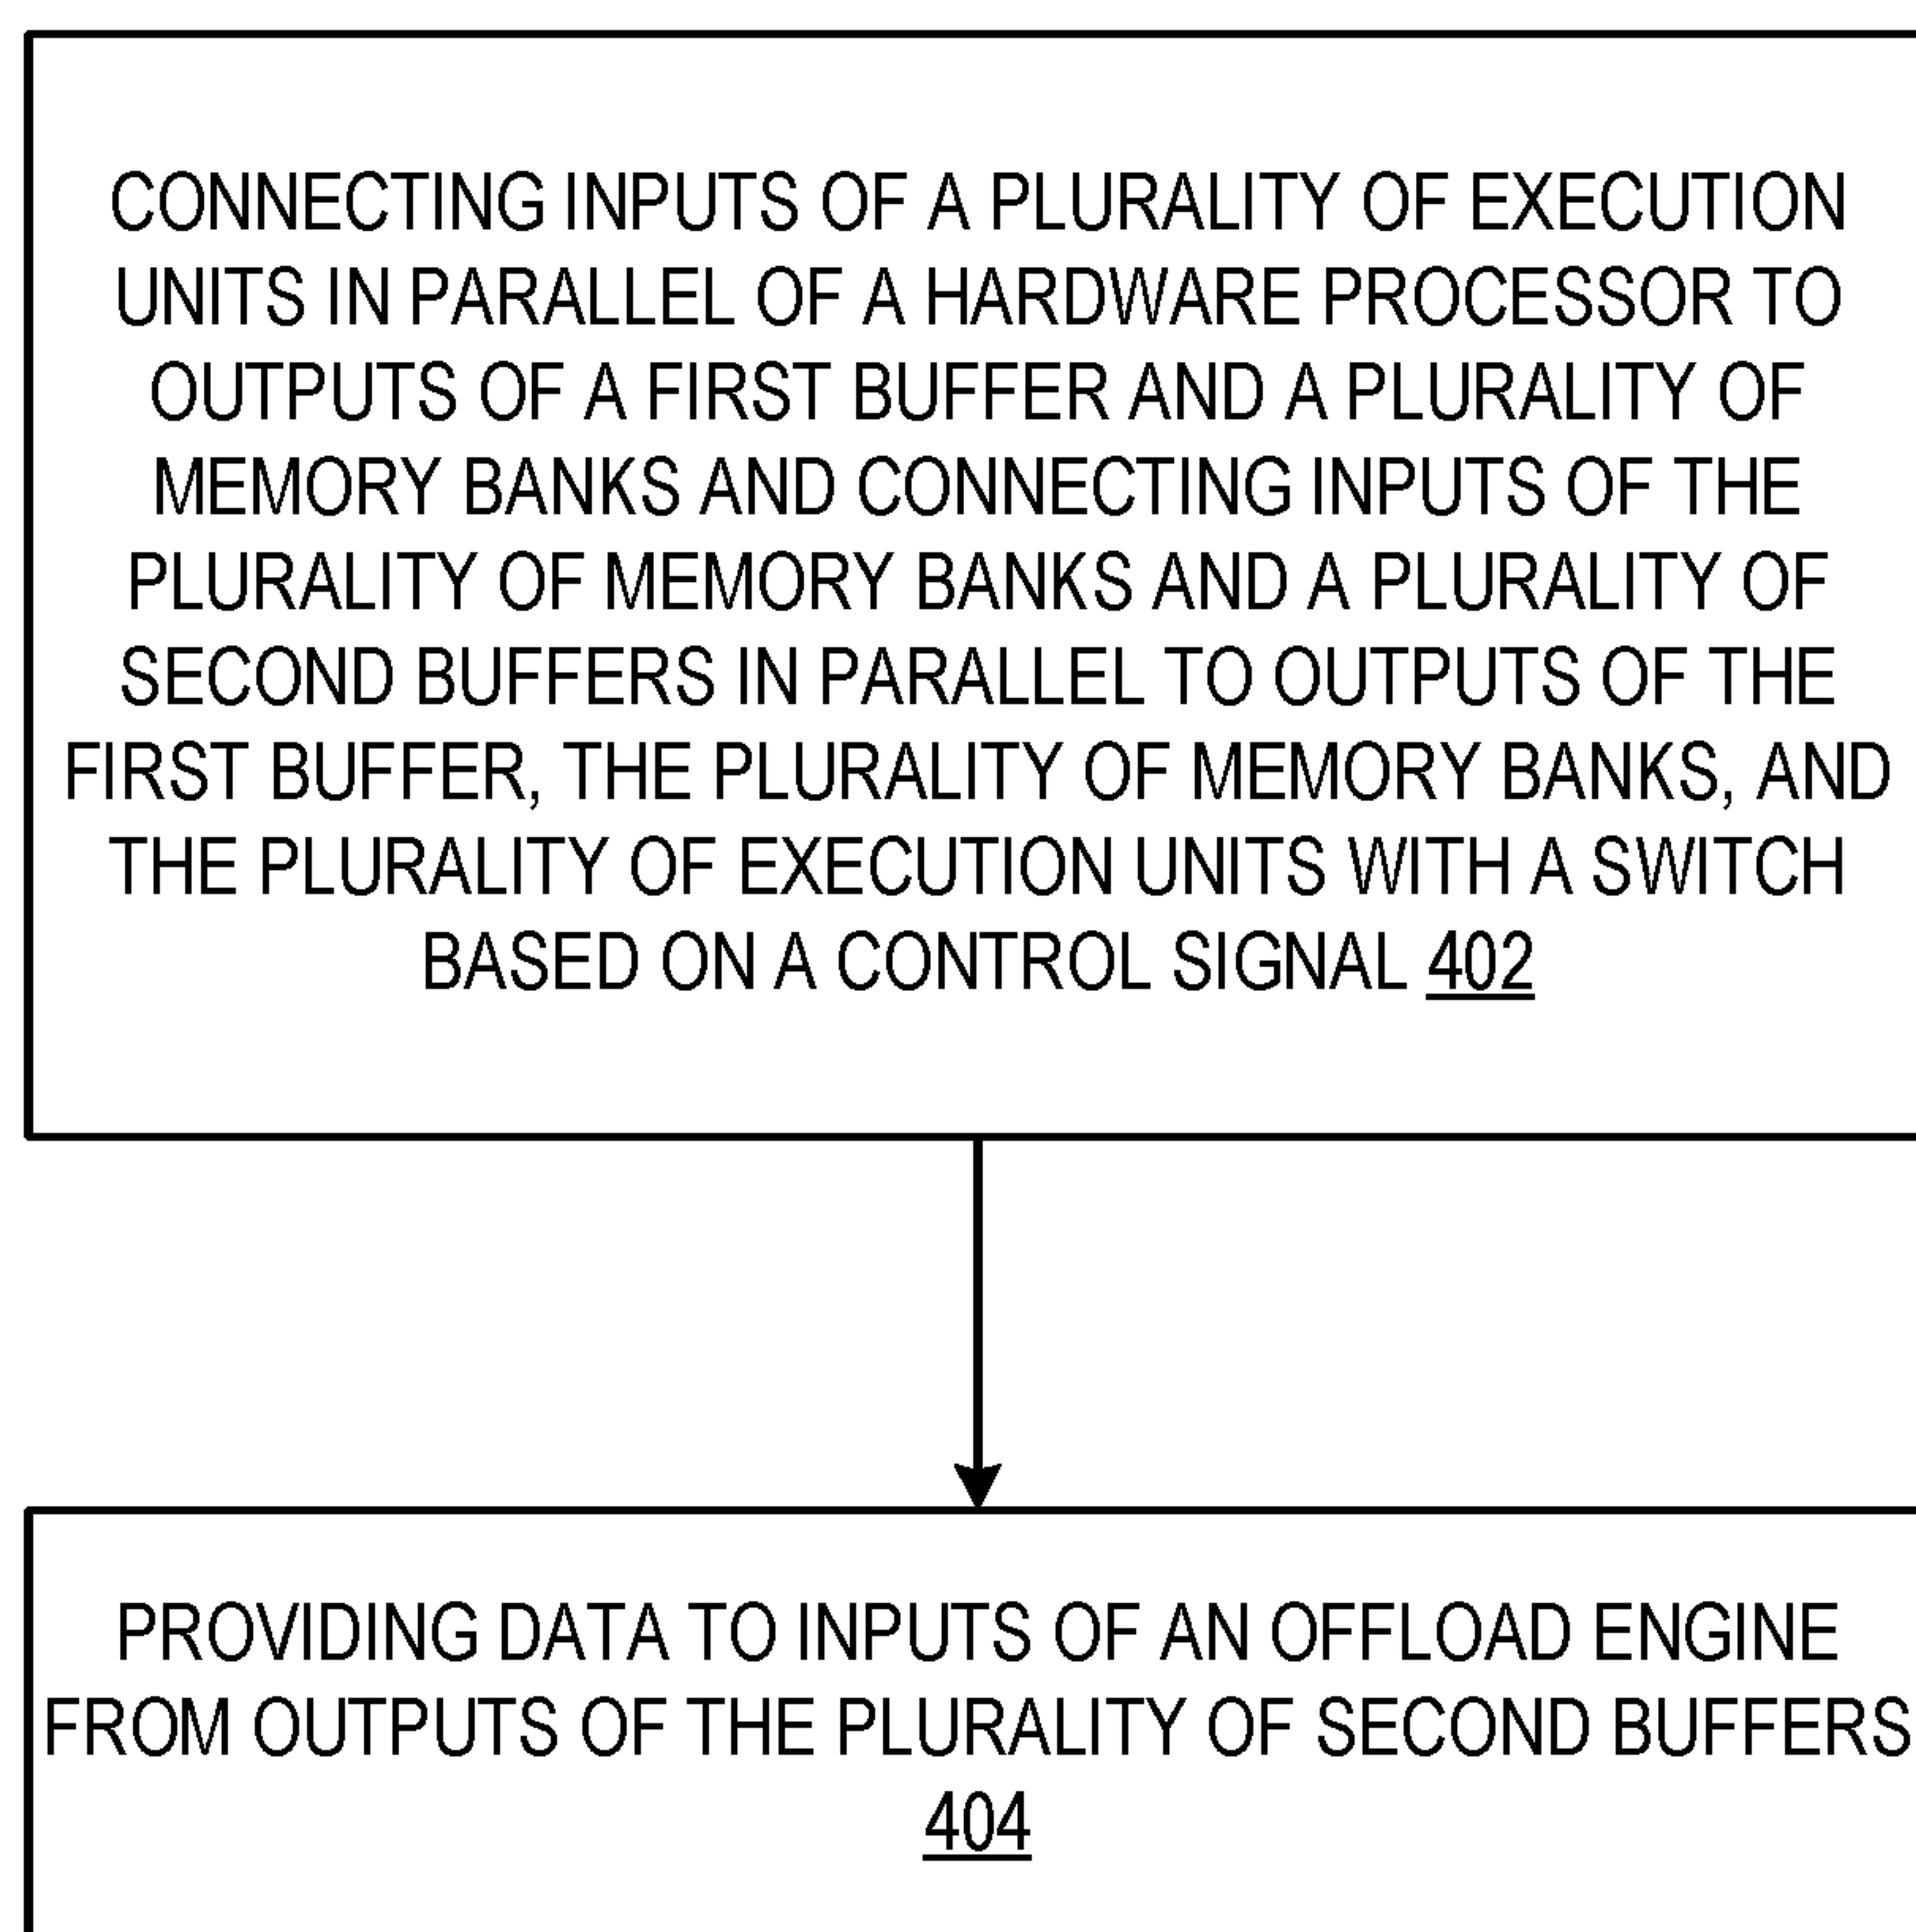 CONNECTING INPUTS OF A PLURALITY OF EXECUTION
UNITS IN PARALLEL OF A HARDWARE PROCESSOR TO
OUTPUTS OF A FIRST BUFFER AND A PLURALITY OF
MEMORY BANKS AND CONNECTING INPUTS OF THE
PLURALITY OF MEMORY BANKS AND A PLURALITY OF
SECOND BUFFERS IN PARALLEL TO OUTPUTS OF THE
FIRST BUFFER, THE PLURALITY OF MEMORY BANKS, AND
THE PLURALITY OF EXECUTION UNITS WITH A SWITCH
BASED ON A CONTROL SIGNAL 402
PROVIDING DATA TO INPUTS OF AN OFFLOAD ENGINE
FROM OUTPUTS OF THE PLURALITY OF SECOND BUFFERS
404